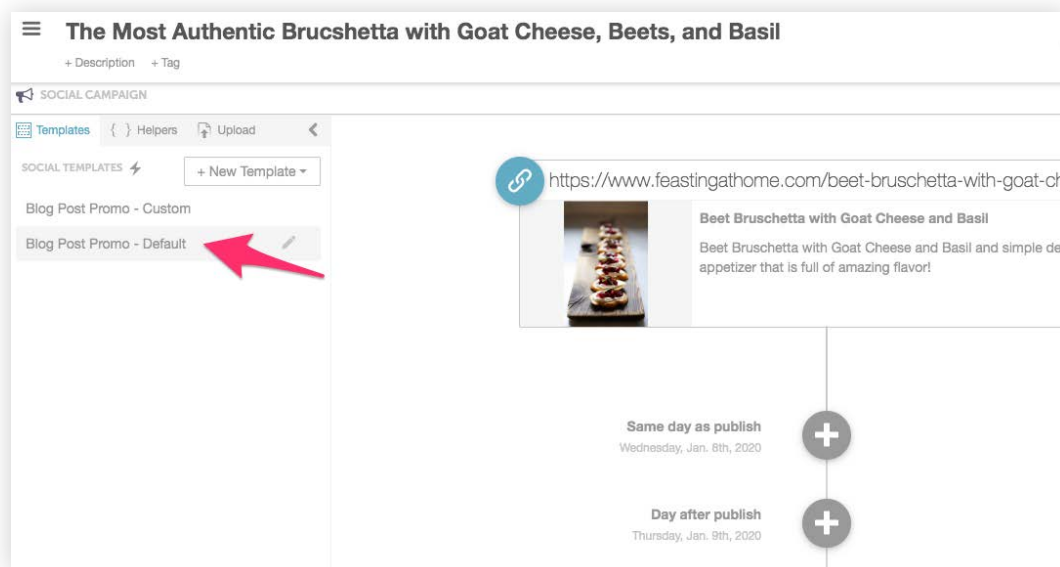 The Most Authentic Brucshetta with Goat Cheese, Beets, and Basil
+ Description + Tag
SOCIAL CAMPAIGN
Templates { } Helpers Upload
SOCIAL TEMPLATES + New Template
Blog Post Promo - Custom
Blog Post Promo - Default
https://www.feastingathome.com/beet-bruschetta-with-goat-ch
Beet Bruschetta with Goat Cheese and Basil
Beet Bruschetta with Goat Cheese and Basil and simple de
appetizer that is full of amazing flavor!
Same day as publish
Wednesday, Jan. 8th, 2020
Day after publish
Thursday, Jan. 9th, 2020